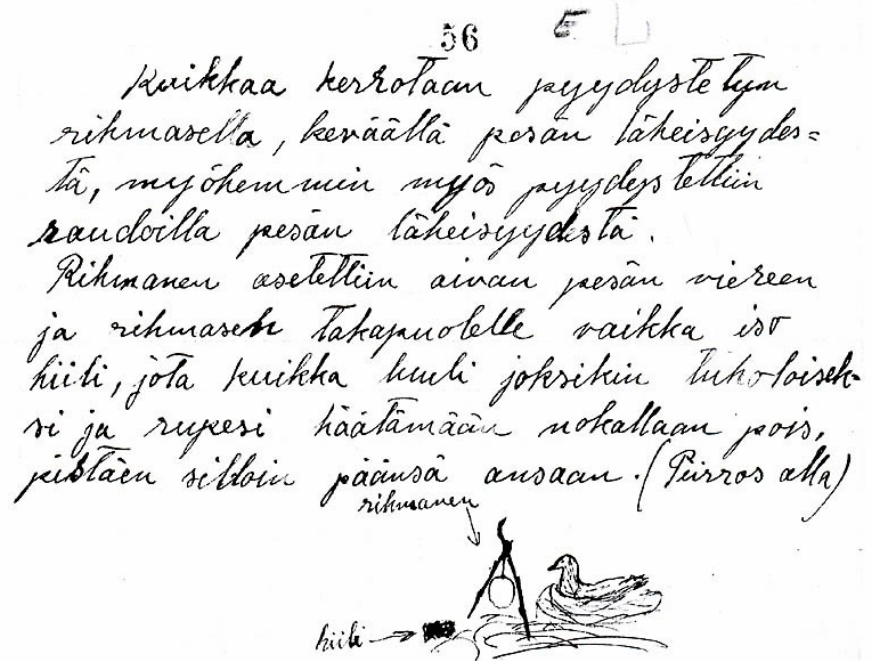 56 E L
Kuikkaa kerrotaan pyydystetyn
rihmasella, keväällä pesän läheisyydes=
tä, myöhemmin myös pyydystettiin
raudoilla pesän läheisyydestä.
Rihmanen asetettiin aivan pesän viereen
ja rihmasen takapuolelle vaikka iso
hiili, jota kuikka luuli joksikin tuholaisek-
si ja rupesi häätämään nokallaan pois,
pistäen silloin päänsä ansaan. (Piirros alla)
rihmanen
hiili